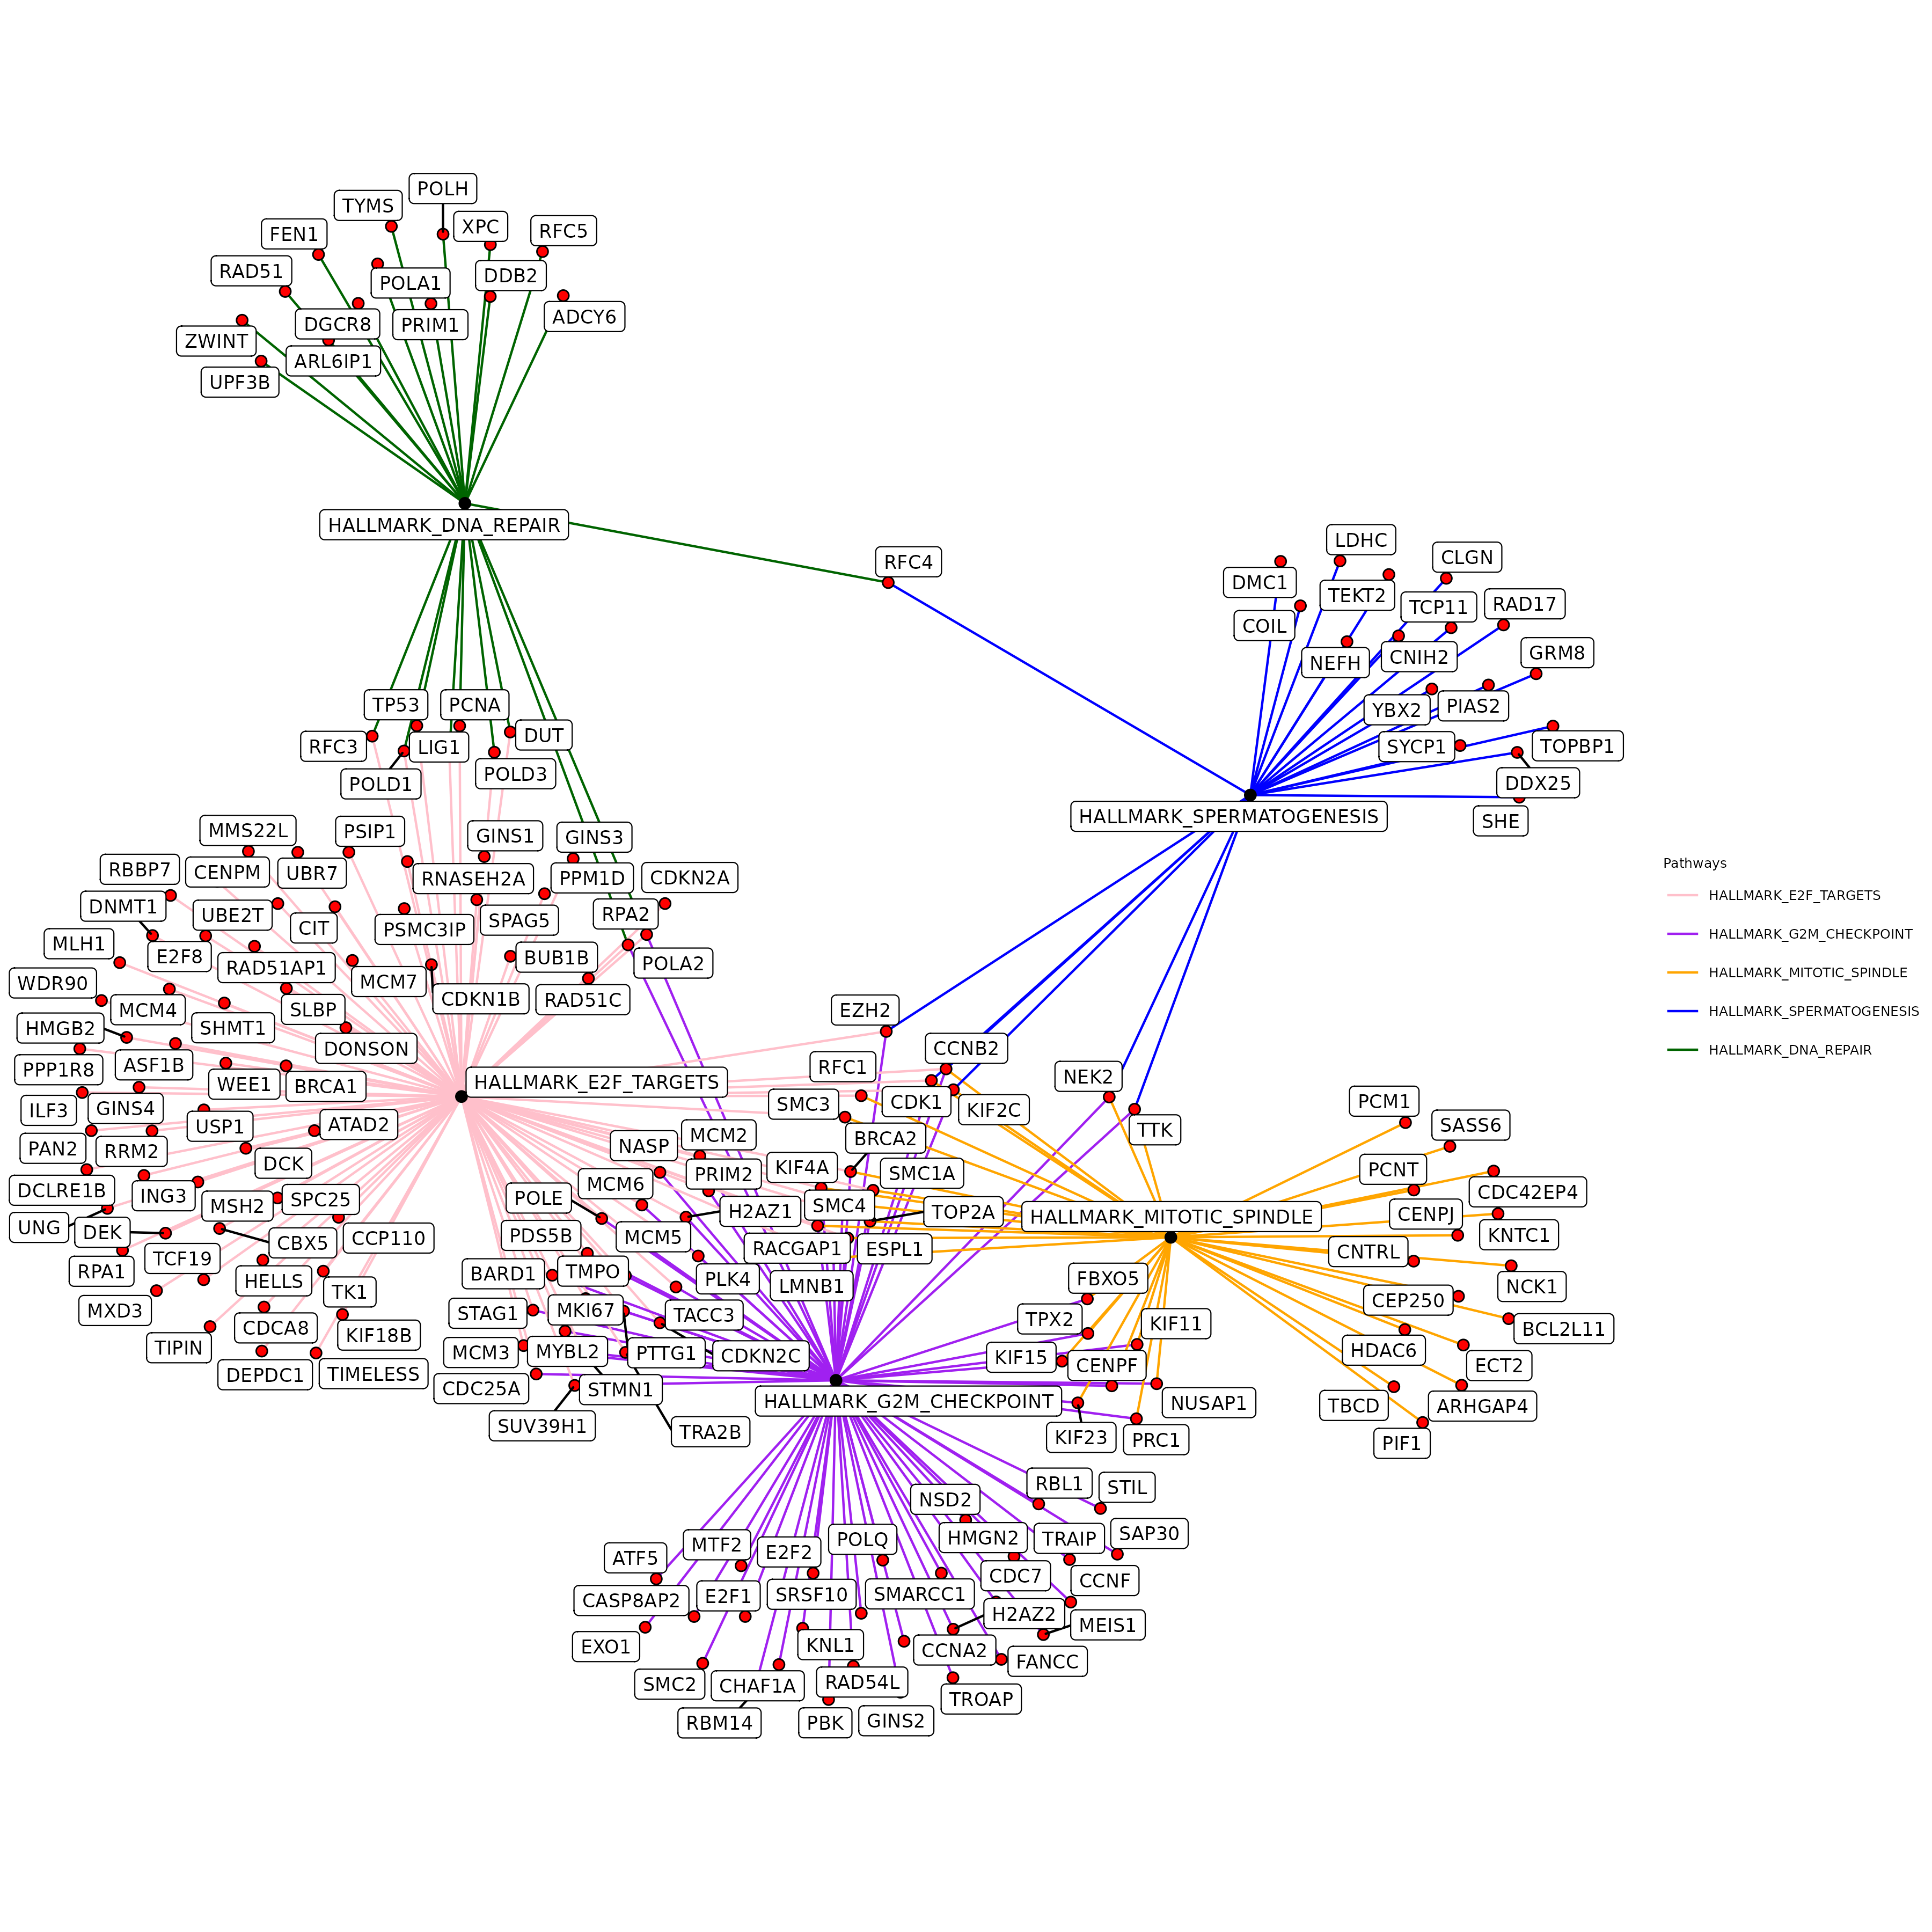 POLH
TYMS
XPC
RFC5
FEN1
RAD51
DDB2
POLA1
ADCY6
DGCR8
PRIM1
ZWINT
ARL6IP1
UPF3B
HALLMARK_DNA_REPAIR
RFC4
LDHC
CLGN
DMC1
TEKT2
TCP11
RAD17
COIL
GRM8
NEFH
CNIH2
YBX2
PIAS2
SYCP1
TOPBP1
DDX25
SHE
HALLMARK_SPERMATOGENESIS
TP53
PCNA
RFC3
LIG1
DUT
POLD1
POLD3
MMS22L
PSIP1
GINS1
GINS3
RBBP7
CENPM
UBR7
RNASEH2A
PPM1D
CDKN2A
DNMT1
UBE2T
CIT
PSMC3IP
SPAG5
RPA2
MLH1
E2F8
RAD51AP1
BUB1B
POLA2
WDR90
MCM7
MCM4
SLBP
CDKN1B
RAD51C
HMGB2
SHMT1
DONSON
EZH2
PPP1R8
ASF1B
WEE1
BRCA1
HALLMARK_E2F_TARGETS
RFC1
CCNB2
NEK2
ILF3
GINS4
USP1
ATAD2
SMC3
CDK1
KIF2C
TTK
PCM1
SASS6
PAN2
RRM2
DCK
NASP
MCM2
BRCA2
DCLRE1B
ING3
MSH2
SPC25
POLE
MCM6
PRIM2
KIF4A
SMC1A
PCNT
CDC42EP4
UNG
DEK
CBX5
CCP110
PDS5B
MCM5
H2AZ1
SMC4
TOP2A
HALLMARK_MITOTIC_SPINDLE
CENPJ
KNTC1
RPA1
TCF19
HELLS
TK1
BARD1
TMPO
PLK4
RACGAP1
ESPL1
LMNB1
FBXO5
CNTRL
NCK1
MXD3
CDCA8
KIF18B
STAG1
MKI67
TACC3
TPX2
KIF11
CEP250
BCL2L11
TIPIN
DEPDC1
TIMELESS
MCM3
MYBL2
PTTG1
CDKN2C
KIF15
CENPF
HDAC6
ECT2
CDC25A
STMN1
HALLMARK_G2M_CHECKPOINT
NUSAP1
TBCD
ARHGAP4
SUV39H1
TRA2B
KIF23
PRC1
PIF1
RBL1
STIL
NSD2
ATF5
MTF2
E2F2
POLQ
HMGN2
TRAIP
SAP30
CASP8AP2
E2F1
SRSF10
SMARCC1
CDC7
CCNF
H2AZ2
MEIS1
EXO1
KNL1
CCNA2
FANCC
SMC2
CHAF1A
RAD54L
TROAP
RBM14
PBK
GINS2
Pathways
HALLMARK_E2F_TARGETS
HALLMARK_G2M_CHECKPOINT
HALLMARK_MITOTIC_SPINDLE
HALLMARK_SPERMATOGENESIS
HALLMARK_DNA_REPAIR